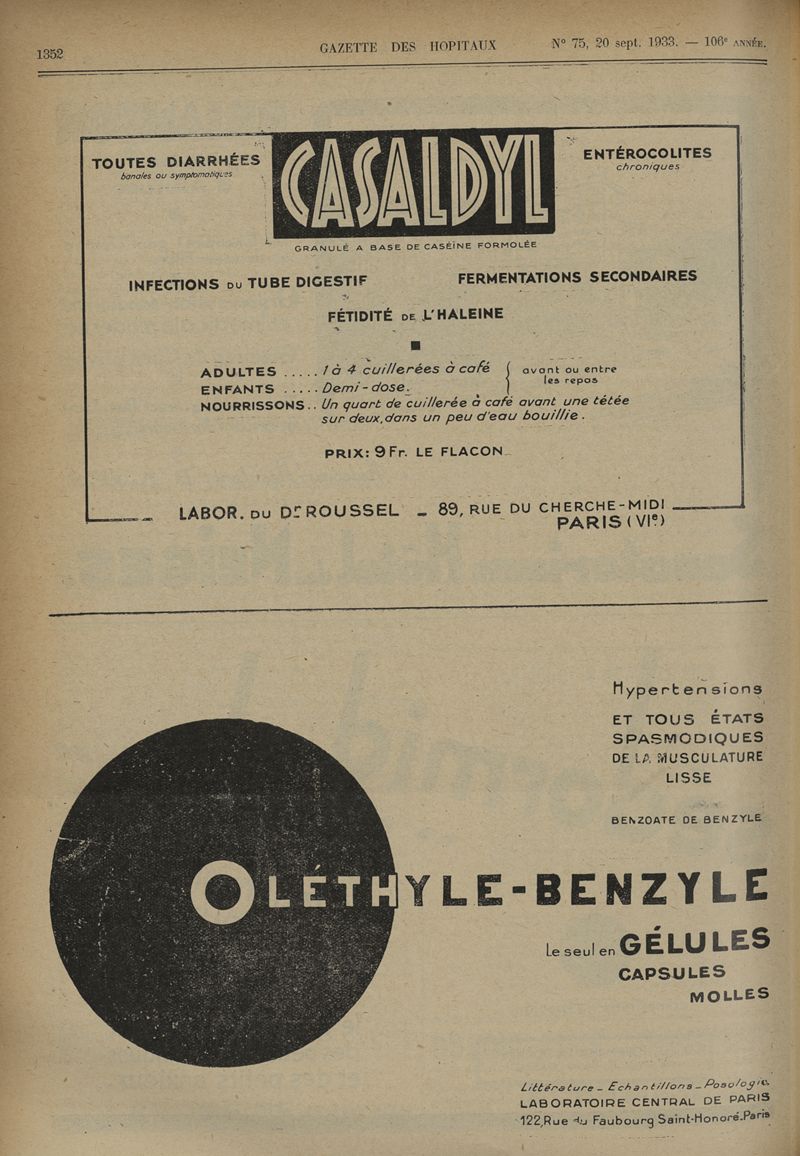 1352
GAZETTE DES HOPITAUX
N° 75, 20 sept. 1933. — 106e ANNÉE.
TOUTES DIARRHÉES
banales ou symptomatiques
CASALDYL
ENTÉROCOLITES
chroniques
GRANULÉ A BASE DE CASÉINE FORMOLÉE
INFECTIONS DU TUBE DIGESTIF
FERMENTATIONS SECONDAIRES
FÉTIDITÉ DE L'HALEINE
ADULTES ..... 1 à 4 cuillerées à café { avant ou entre
ENFANTS ..... Demi-dose. les repas
NOURRISSONS.. Un quart de cuillerée à café avant une tétée
sur deux, dans un peu d'eau bouillie.
PRIX: 9 Fr. LE FLACON
LABOR. DU Dr ROUSSEL _ 89, RUE DU CHERCHE-MIDI
PARIS (VIe)
Hypertensions
ET TOUS ÉTATS
SPASMODIQUES
DE LA MUSCULATURE
LISSE
BENZOATE DE BENZYLE
OLÉTHYLE-BENZYLE
Le seul en GÉLULES
CAPSULES
MOLLES
Littérature _ Echantillons _ Posologie.
LABORATOIRE CENTRAL DE PARIS
122, Rue du Faubourg Saint-Honoré-Paris